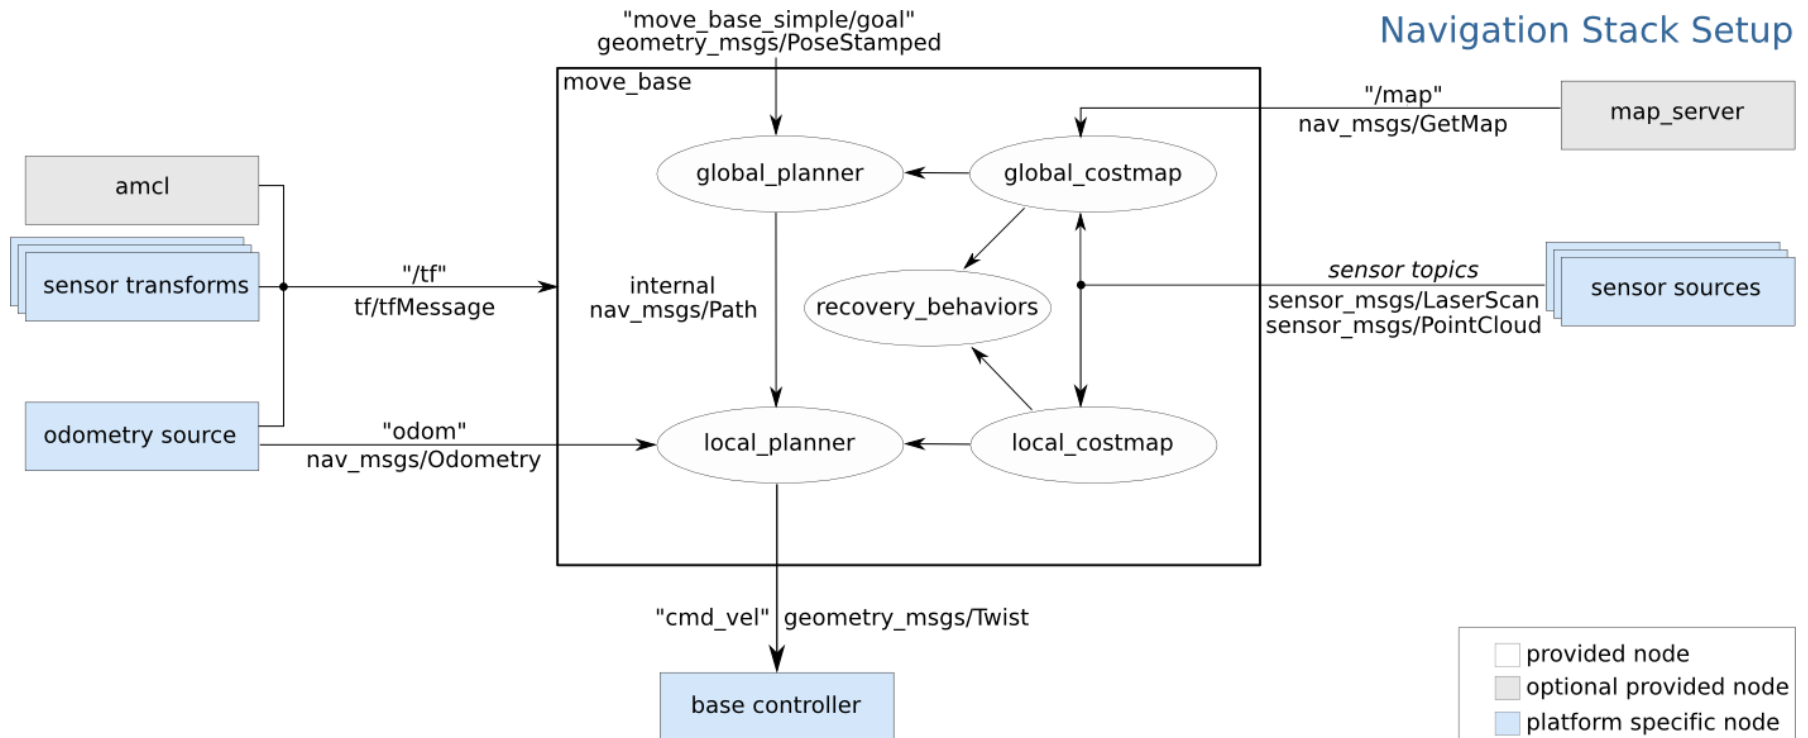 Navigation Stack Setup
"move_base_simple/goal"
geometry_msgs/PoseStamped
move_base
"/map"
nav_msgs/GetMap
map_server
global_planner
global_costmap
amcl
sensor transforms
"/tf"
tf/tfMessage
internal
nav_msgs/Path
recovery_behaviors
sensor topics
sensor_msgs/LaserScan
sensor_msgs/PointCloud
sensor sources
odometry source
"odom"
nav_msgs/Odometry
local_planner
local_costmap
"cmd_vel" geometry_msgs/Twist
base controller
provided node
optional provided node
platform specific node